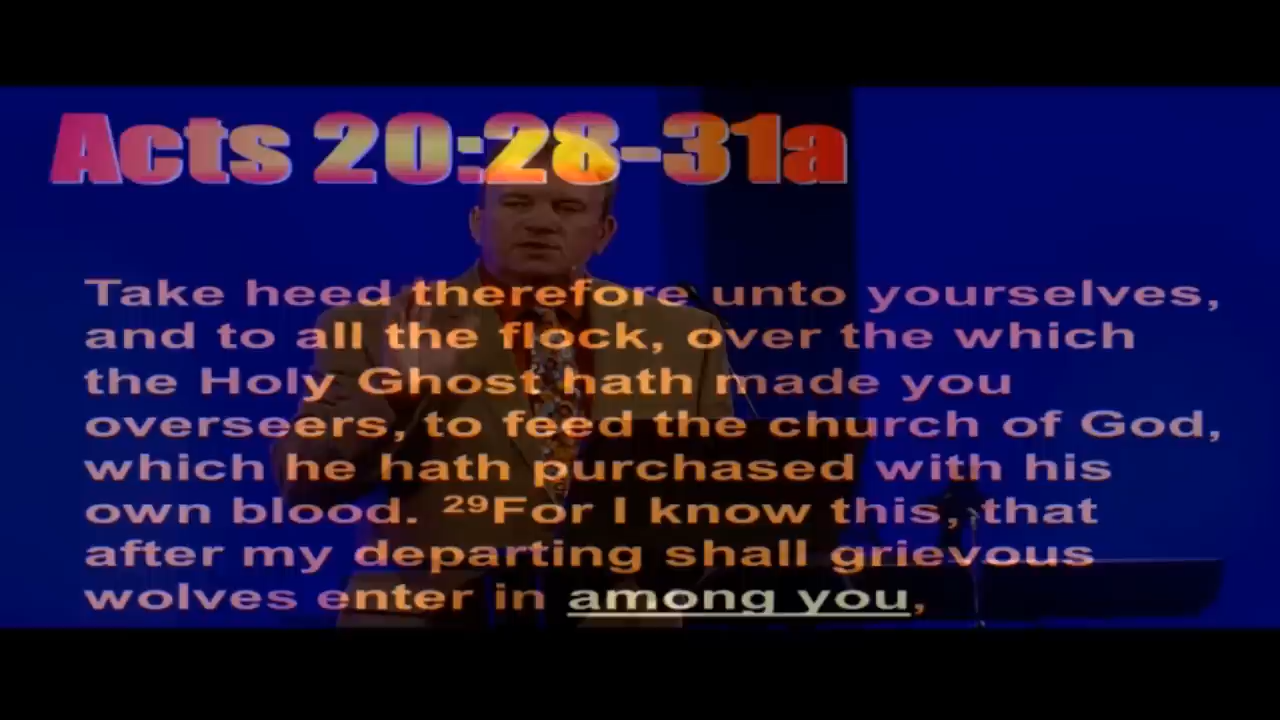 Acts 20:28-31a
Take heed therefore unto yourselves,
and to all the flock, over the which
the Holy Ghost hath made you
overseers, to feed the church of God,
which he hath purchased with his
own blood. ²⁹For I know this, that
after my departing shall grievous
wolves enter in among you,